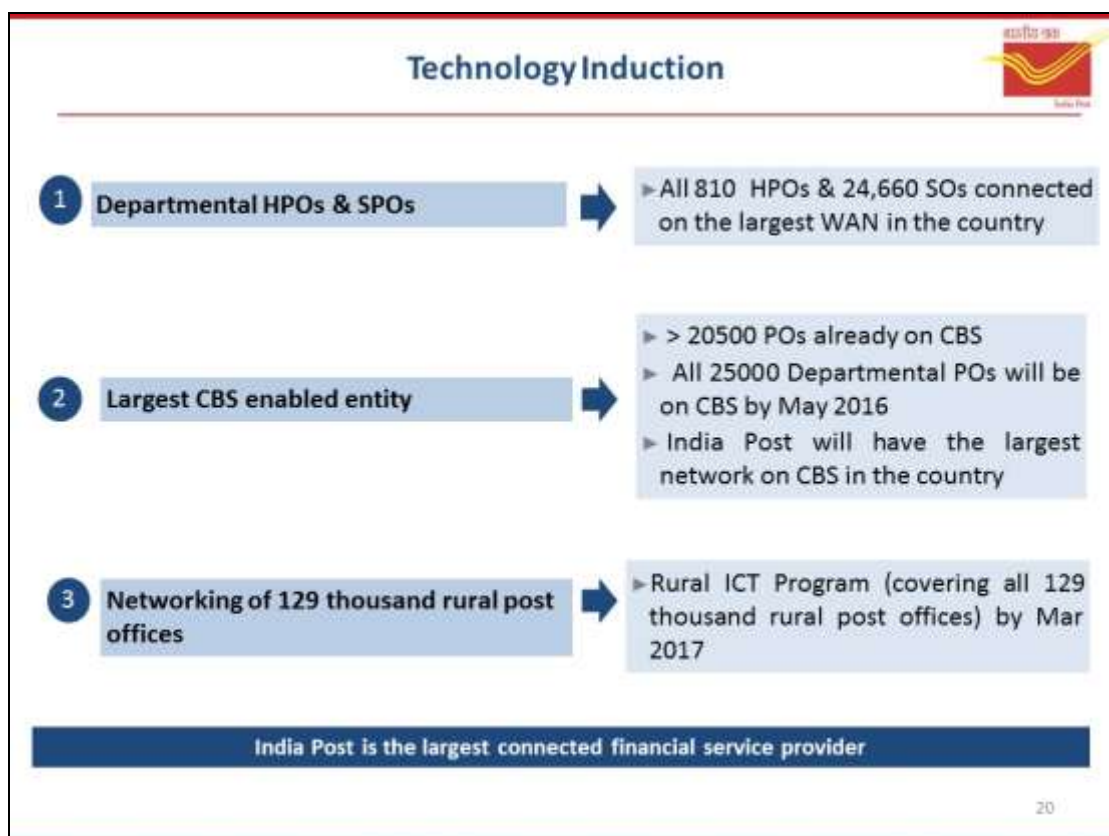 Technology Induction
India Post
1
Departmental HPOs & SPOs
►All 810 HPOs & 24,660 SOs connected
on the largest WAN in the country
2
Largest CBS enabled entity
► > 20500 POs already on CBS
► All 25000 Departmental POs will be
on CBS by May 2016
► India Post will have the largest
network on CBS in the country
3
Networking of 129 thousand rural post
offices
►Rural ICT Program (covering all 129
thousand rural post offices) by Mar
2017
India Post is the largest connected financial service provider
20